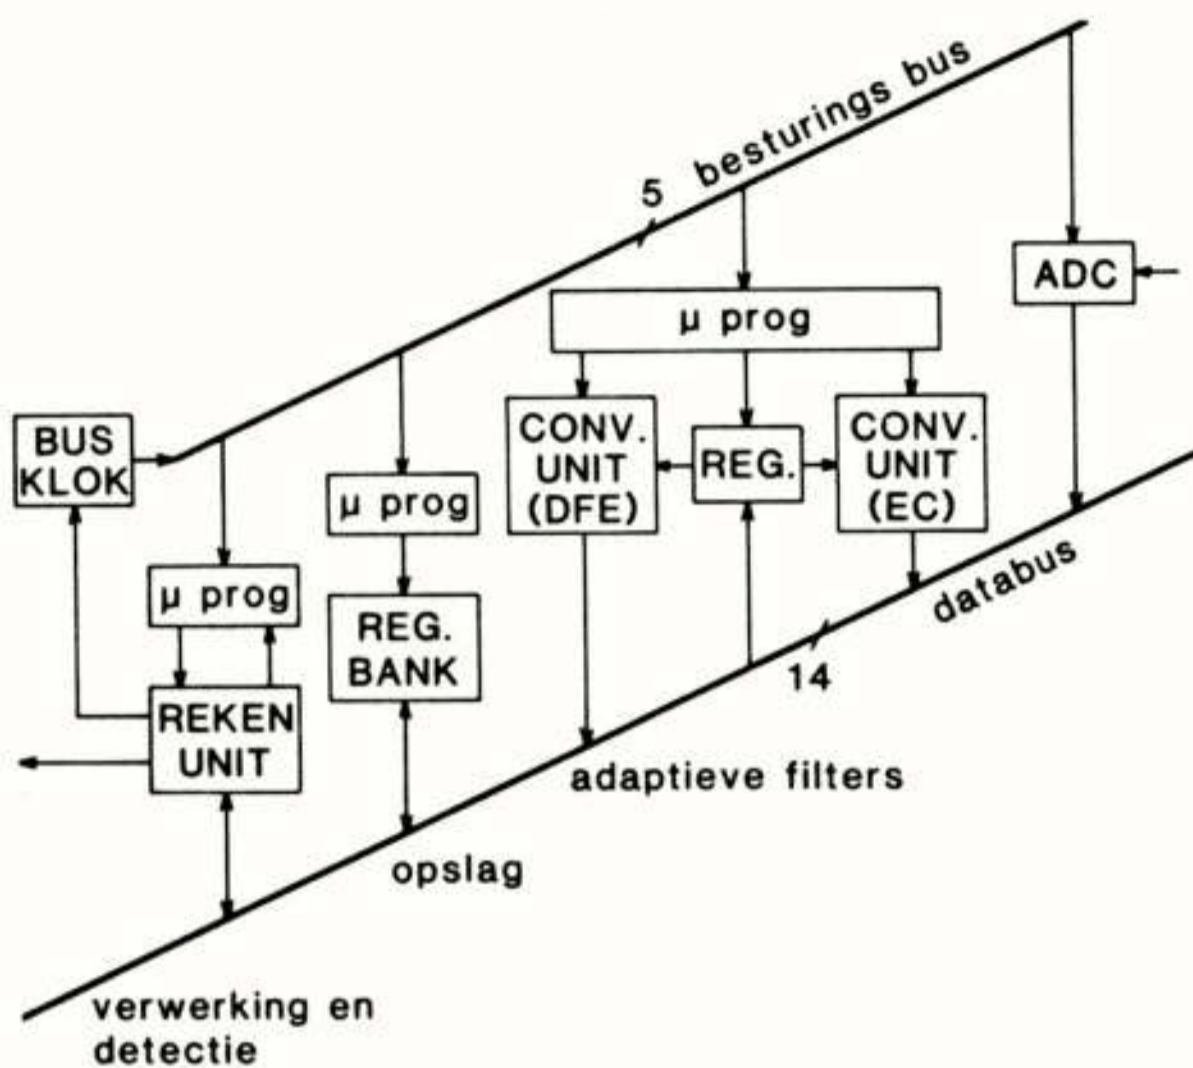 5 besturings bus
ADC
µ prog
BUS
KLOK
CONV.
UNIT
(DFE)
REG.
CONV.
UNIT
(EC)
µ prog
µ prog
REG.
BANK
databus
14
REKEN
UNIT
adaptieve filters
opslag
verwerking en
detectie